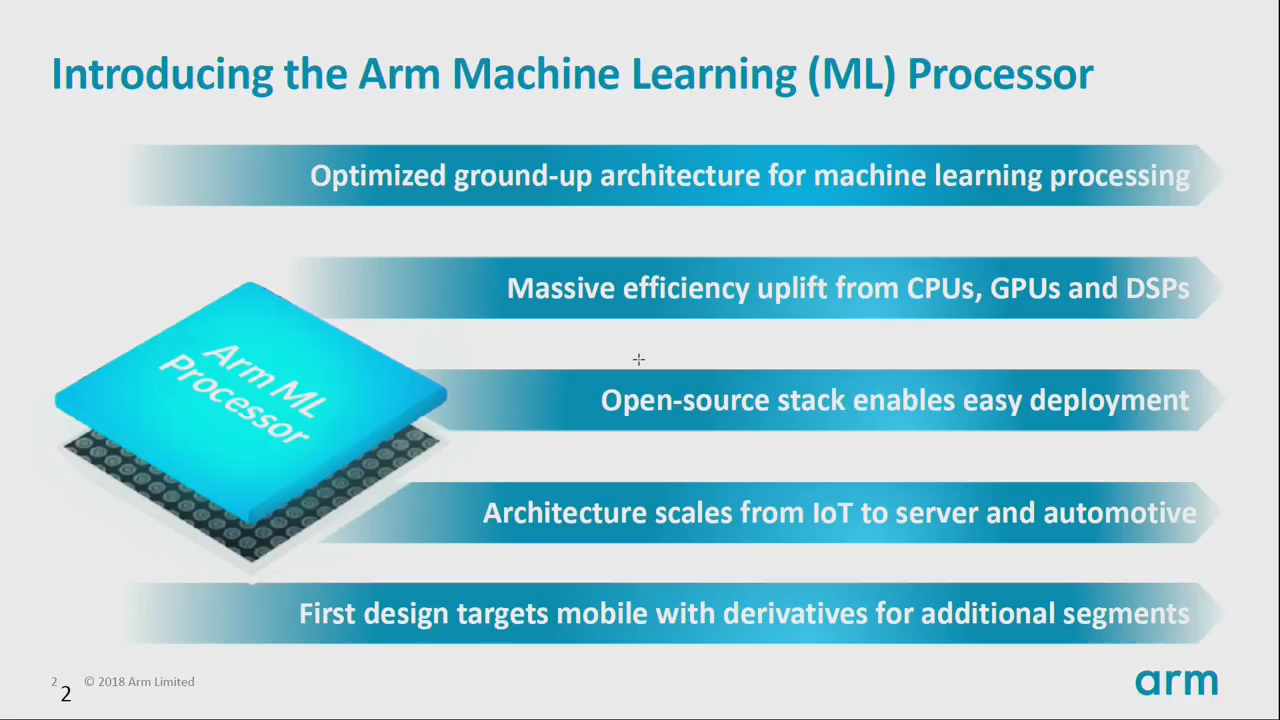 Introducing the Arm Machine Learning (ML) Processor
Optimized ground-up architecture for machine learning processing
Massive efficiency uplift from CPUs, GPUs and DSPs
Arm ML
Processor
Open-source stack enables easy deployment
Architecture scales from IoT to server and automotive
First design targets mobile with derivatives for additional segments
2
2
© 2018 Arm Limited
arm